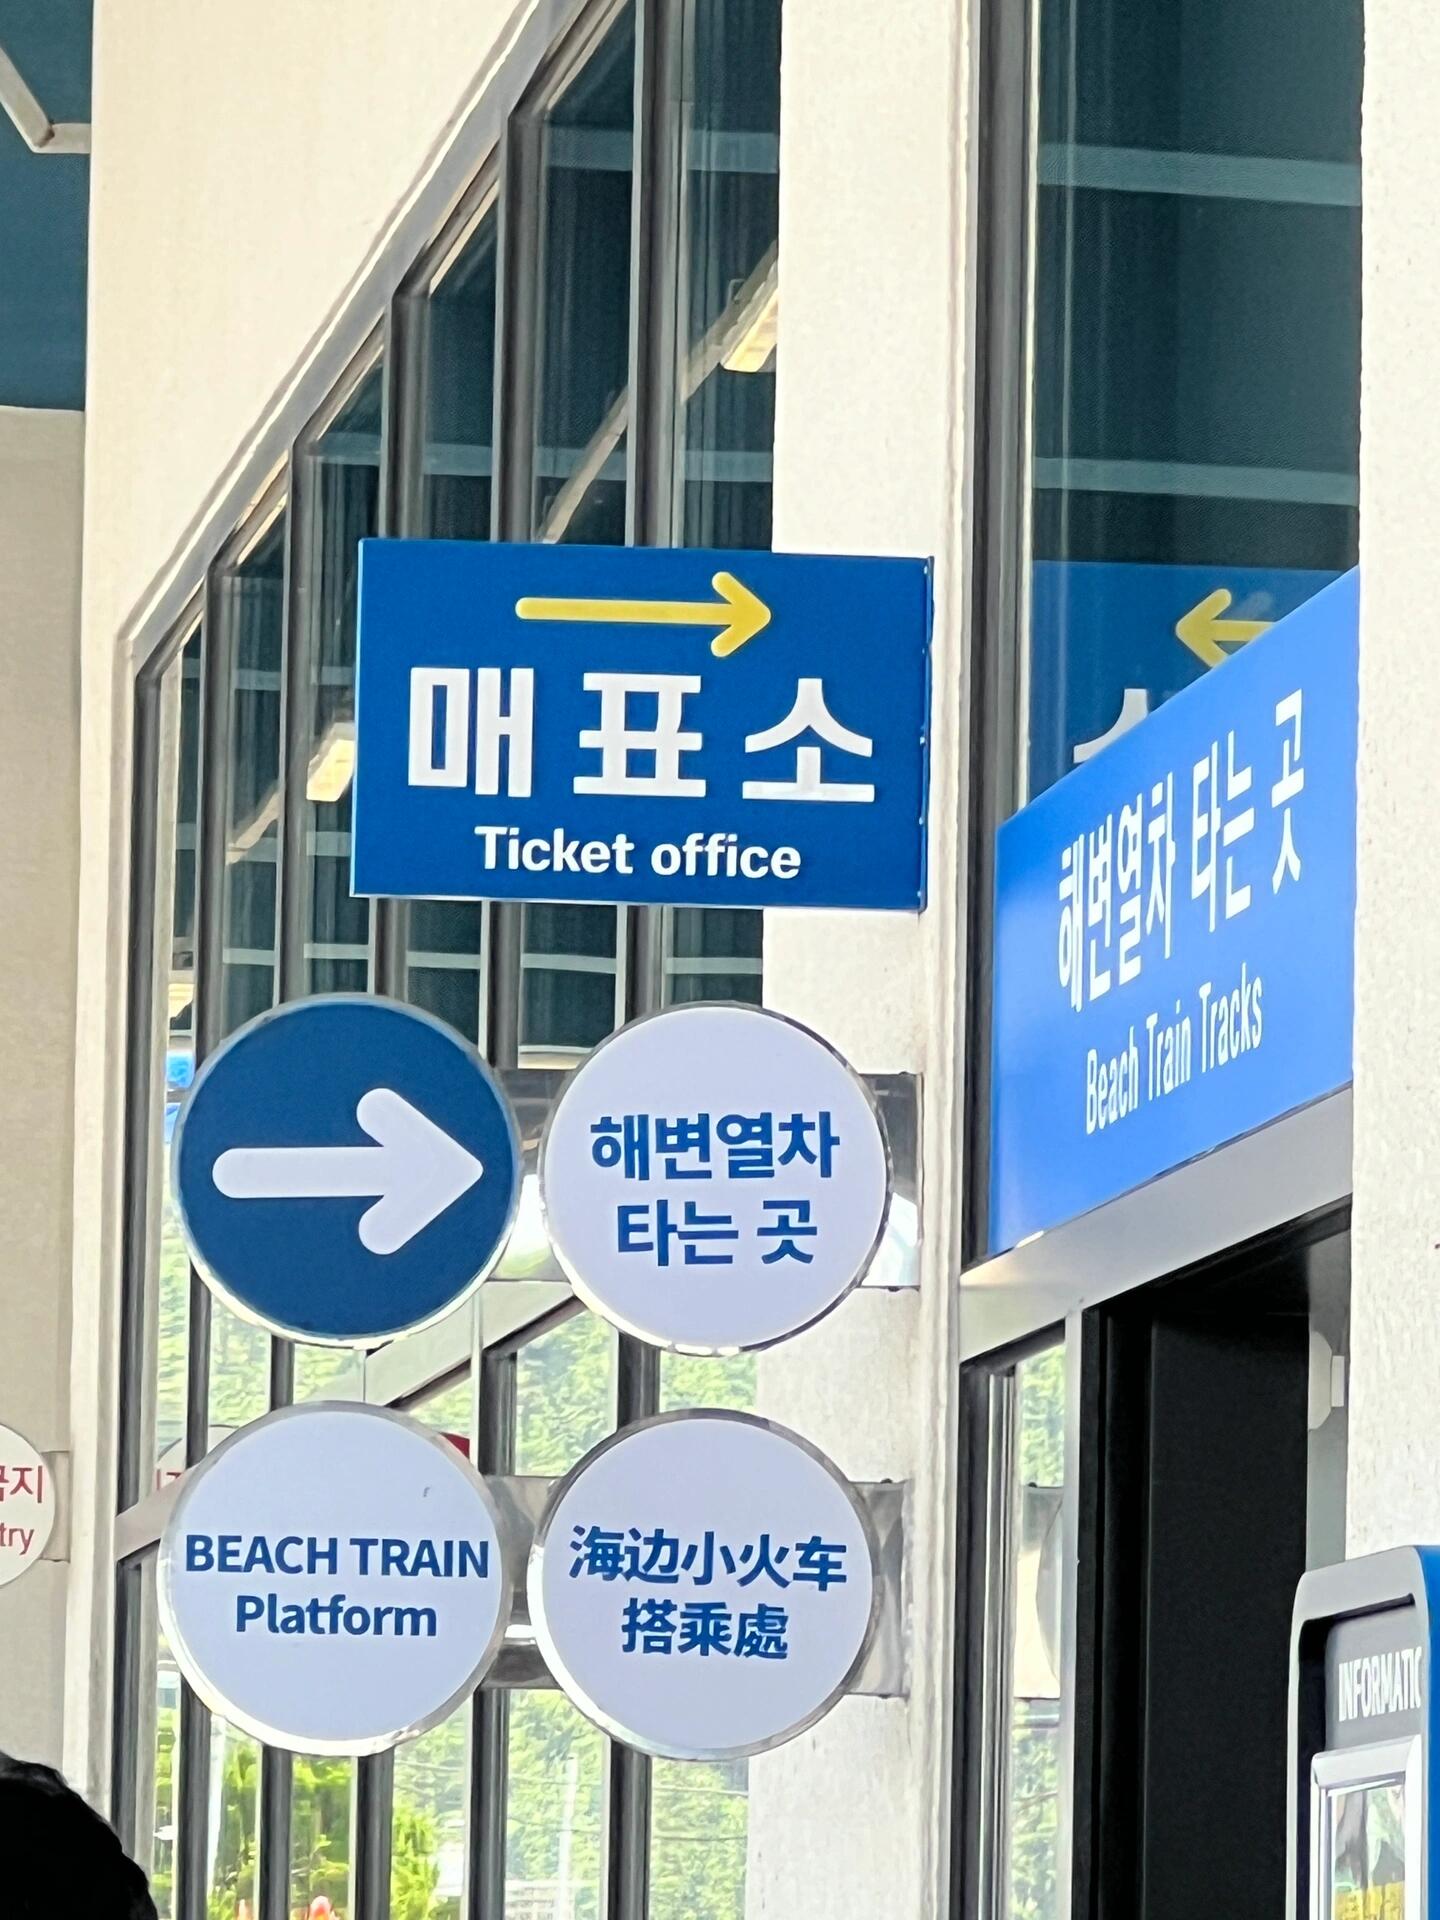 매표소
Ticket office
해변열차 타는 곳
Beach Train Tracks
해변열차
타는 곳
BEACH TRAIN
Platform
海边小火车
搭乘處